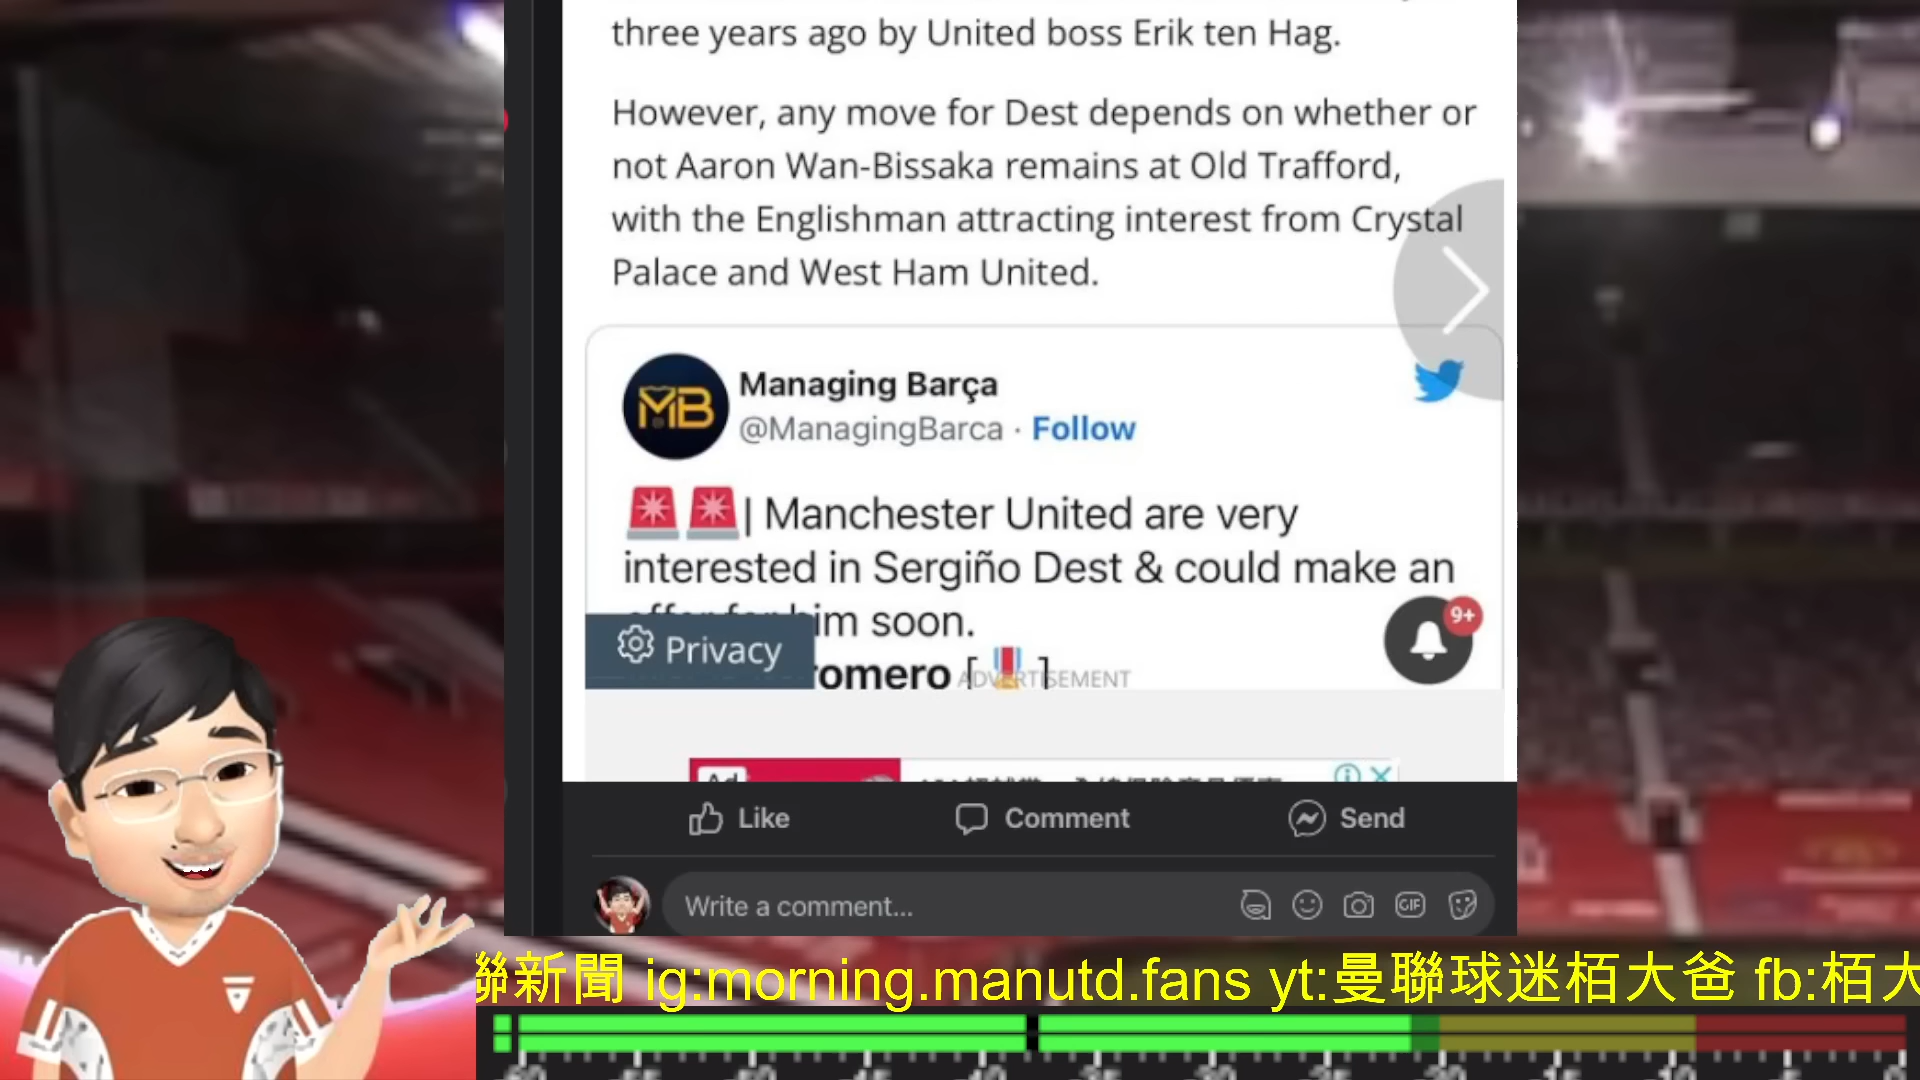 three years ago by United boss Erik ten Hag.
However, any move for Dest depends on whether or
not Aaron Wan-Bissaka remains at Old Trafford,
with the Englishman attracting interest from Crystal
Palace and West Ham United.
Managing Barça
@ManagingBarca · Follow
🚨🚨| Manchester United are very
interested in Sergiño Dest & could make an
offer for him soon.
Privacy
9+
romero [🎖️]
ADVERTISEMENT
Ad
Like
Comment
Send
Write a comment...
GIF
聯新聞 ig:morning.manutd.fans yt:曼聯球迷栢大爸 fb:栢大